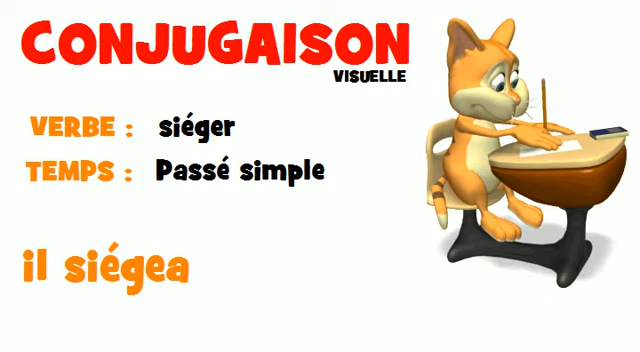 CONJUGAISON
VISUELLE
VERBE : siéger
TEMPS : Passé simple
il siégea